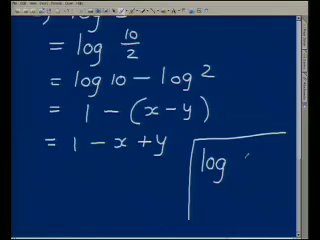 = log 10/2
= log 10 - log 2
= 1 - (x - y)
= 1 - x + y
log